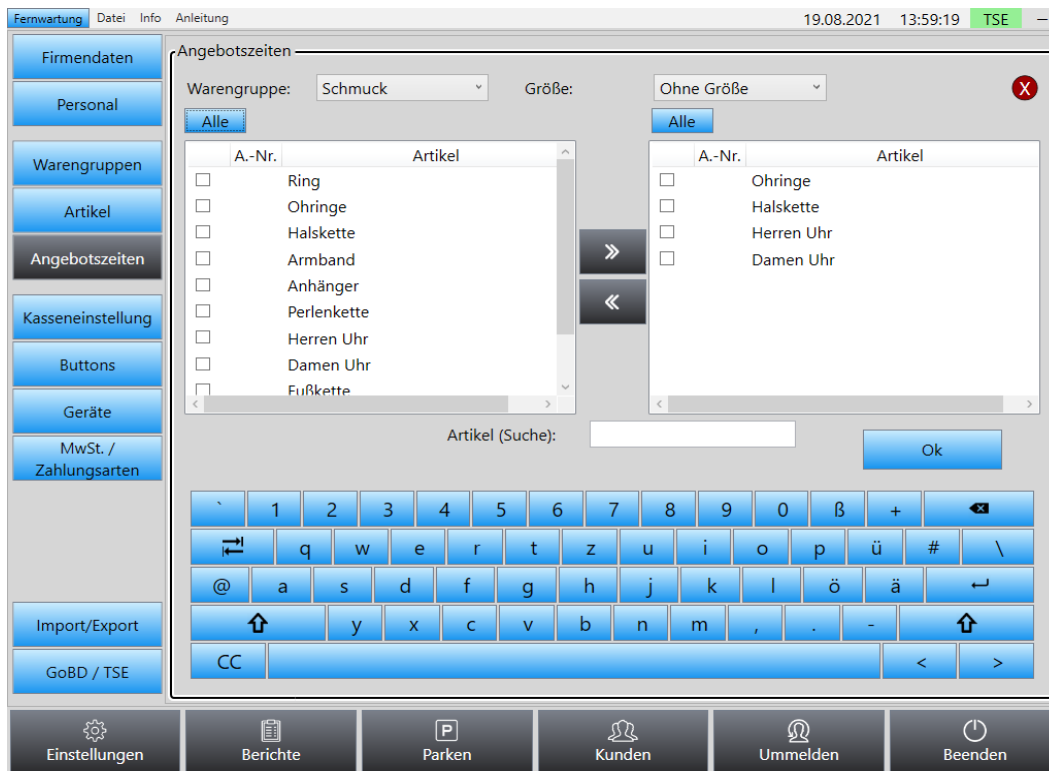 Fernwartung Datei Info Anleitung 19.08.2021 13:59:19 TSE
Firmendaten
Personal
Warengruppen
Artikel
Angebotszeiten
Kasseneinstellung
Buttons
Geräte
MwSt. /
Zahlungsarten
Import/Export
GoBD / TSE
Angebotszeiten
Warengruppe: Schmuck Größe: Ohne Größe X
Alle Alle
A.-Nr. Artikel
Ring
Ohringe
Halskette
Armband
Anhänger
Perlenkette
Herren Uhr
Damen Uhr
Fußkette
A.-Nr. Artikel
Ohringe
Halskette
Herren Uhr
Damen Uhr
Artikel (Suche):
Ok
` 1 2 3 4 5 6 7 8 9 0 ß +
q w e r t z u i o p ü # \
@ a s d f g h j k l ö ä
y x c v b n m , . -
CC < >
Einstellungen Berichte P Parken Kunden Ummelden Beenden